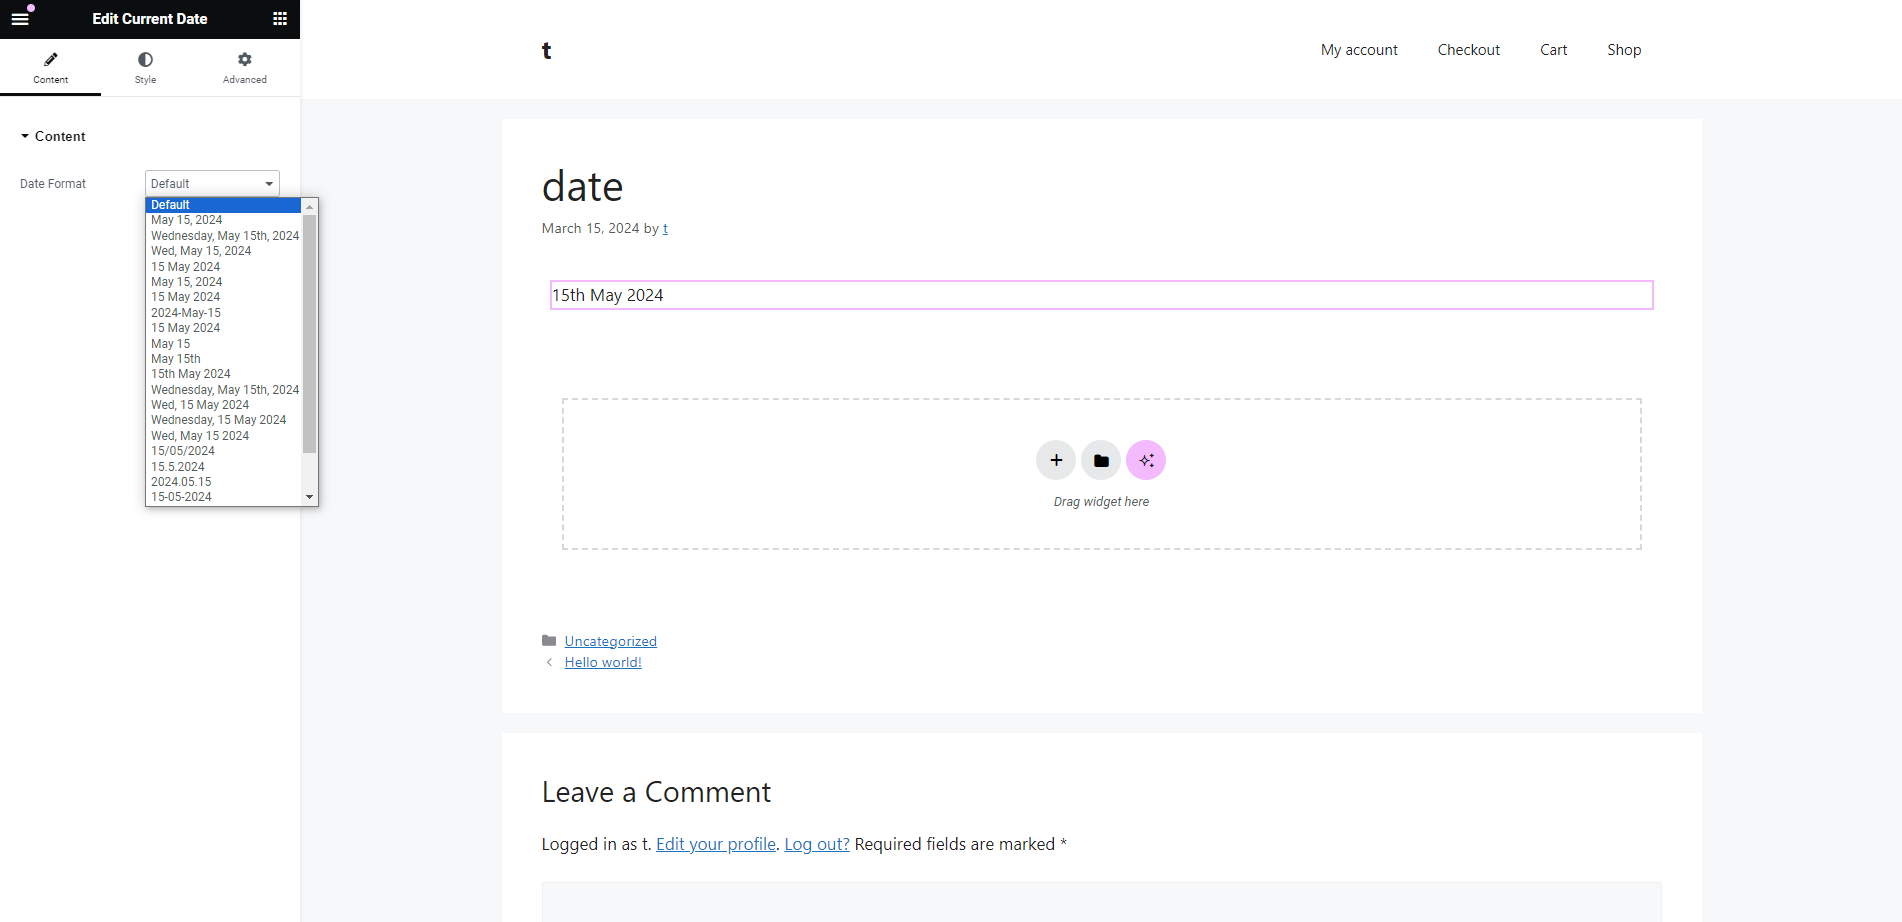 Edit Current Date
Content
Style
Advanced
Content
Date Format
Default
Default
May 15, 2024
Wednesday, May 15th, 2024
Wed, May 15, 2024
15 May 2024
May 15, 2024
15 May 2024
2024-May-15
15 May 2024
May 15
May 15th
15th May 2024
Wednesday, May 15th, 2024
Wed, 15 May 2024
Wednesday, 15 May 2024
Wed, May 15 2024
15/05/2024
15.5.2024
2024.05.15
15-05-2024
t
My account Checkout Cart Shop
date
March 15, 2024 by t
15th May 2024
Drag widget here
Uncategorized
Hello world!
Leave a Comment
Logged in as t. Edit your profile. Log out? Required fields are marked *